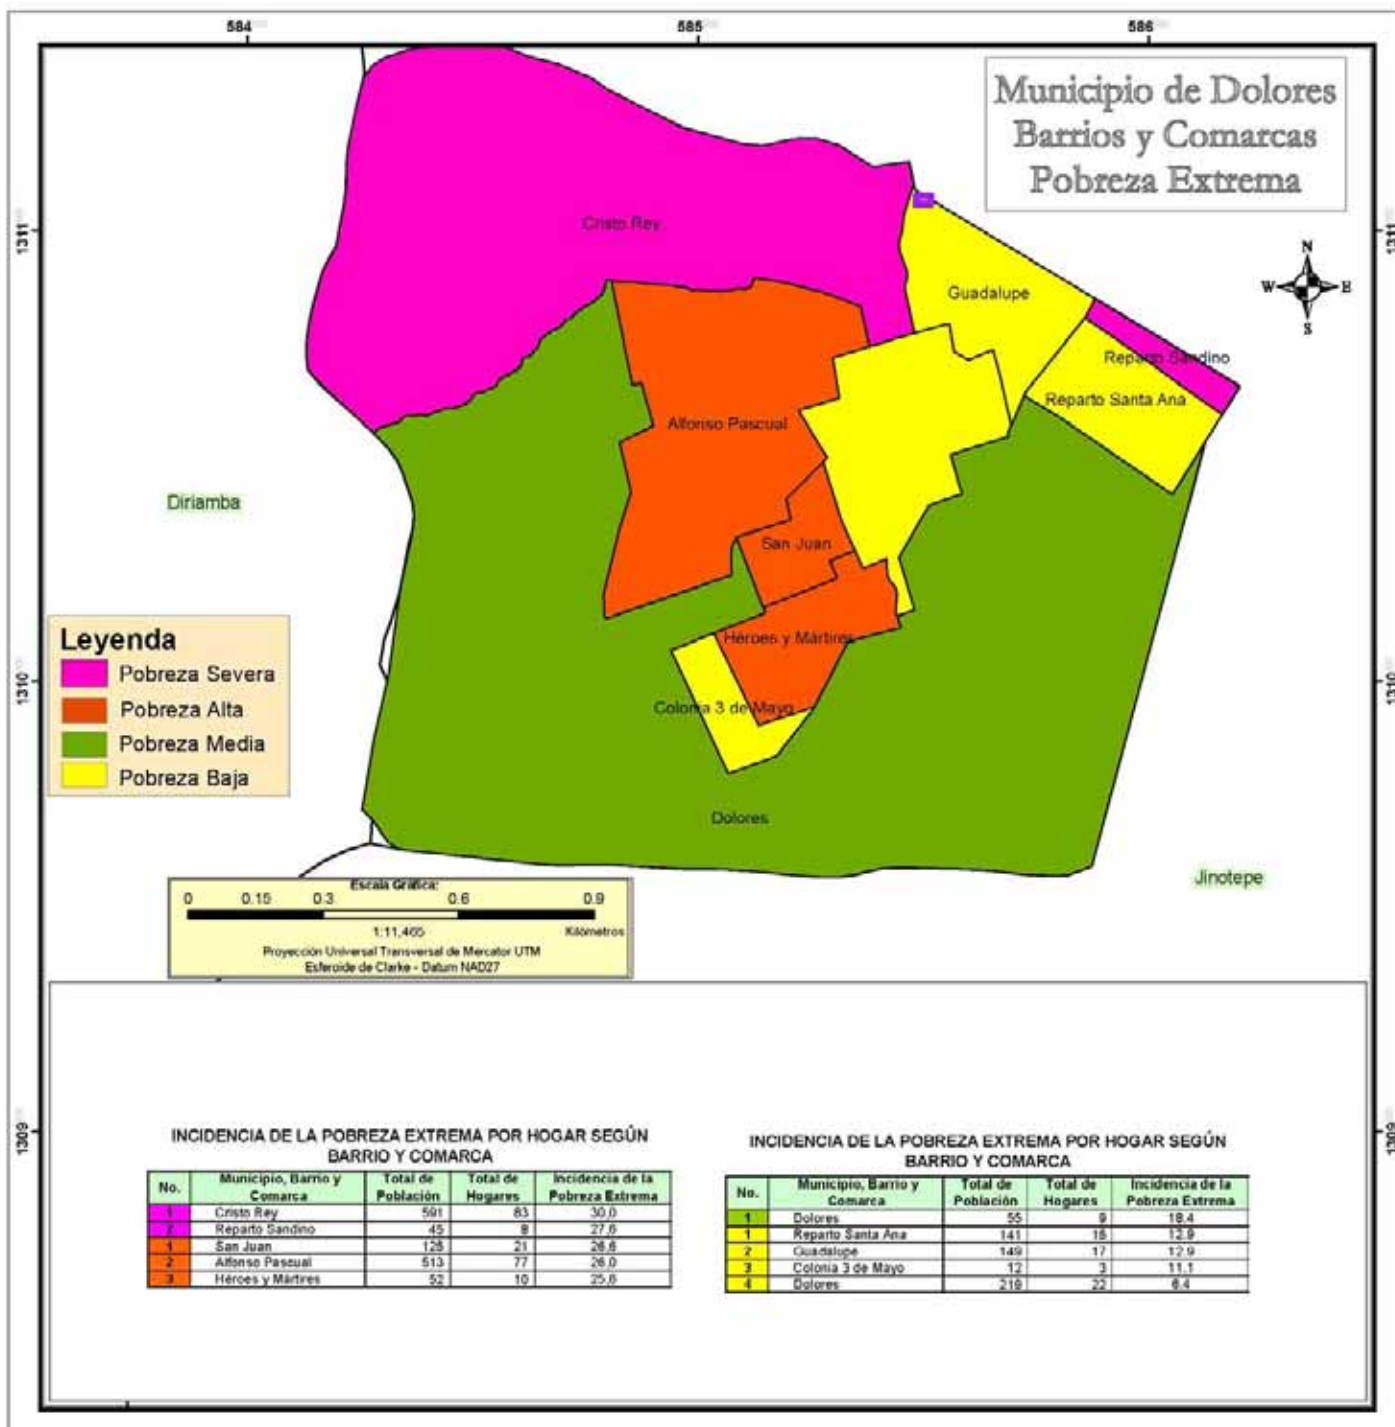 584 585 586
Municipio de Dolores
Barrios y Comarcas
Pobreza Extrema
1311 1311
Cristo Rey
N
W E
S
Guadalupe
Reparto Sandino
Reparto Santa Ana
Alfonso Pascual
Diriamba
San Juan
Héroes y Mártires
Leyenda
Pobreza Severa
Pobreza Alta
Pobreza Media
Pobreza Baja
1310 1310
Colonia 3 de Mayo
Dolores
Jinotepe
Escala Gráfica:
0 0.15 0.3 0.6 0.9
1:11,465 Kilómetros
Proyección Universal Transversal de Mercator UTM
Esferoide de Clarke - Datum NAD27
1309 1309
INCIDENCIA DE LA POBREZA EXTREMA POR HOGAR SEGÚN
BARRIO Y COMARCA
No. Municipio, Barrio y Comarca Total de Población Total de Hogares Incidencia de la Pobreza Extrema
1 Cristo Rey 591 83 30,0
2 Reparto Sandino 45 8 27,6
1 San Juan 21
2 Alfonso Pascual 513 77 26,0
3 Héroes y Mártires 52 10 25,6
INCIDENCIA DE LA POBREZA EXTREMA POR HOGAR SEGÚN
BARRIO Y COMARCA
No. Municipio, Barrio y Comarca Total de Población Total de Hogares Incidencia de la Pobreza Extrema
1 Dolores 55 9 18.4
1 Reparto Santa Ana 141 12.9
2 Guadalupe 149 17 12.9
3 Colonia 3 de Mayo 12 3 11.1
4 Dolores 22